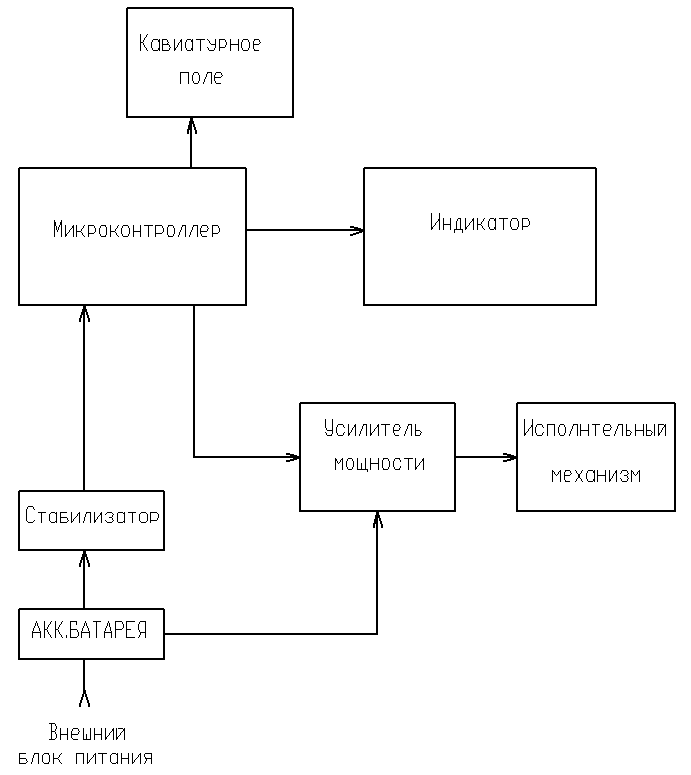 Кавиатурное
поле
Микроконтроллер
Индикатор
Усилитель
мощности
Исполнтельный
механизм
Стабилизатор
АКК.БАТАРЕЯ
Внешний
блок питания